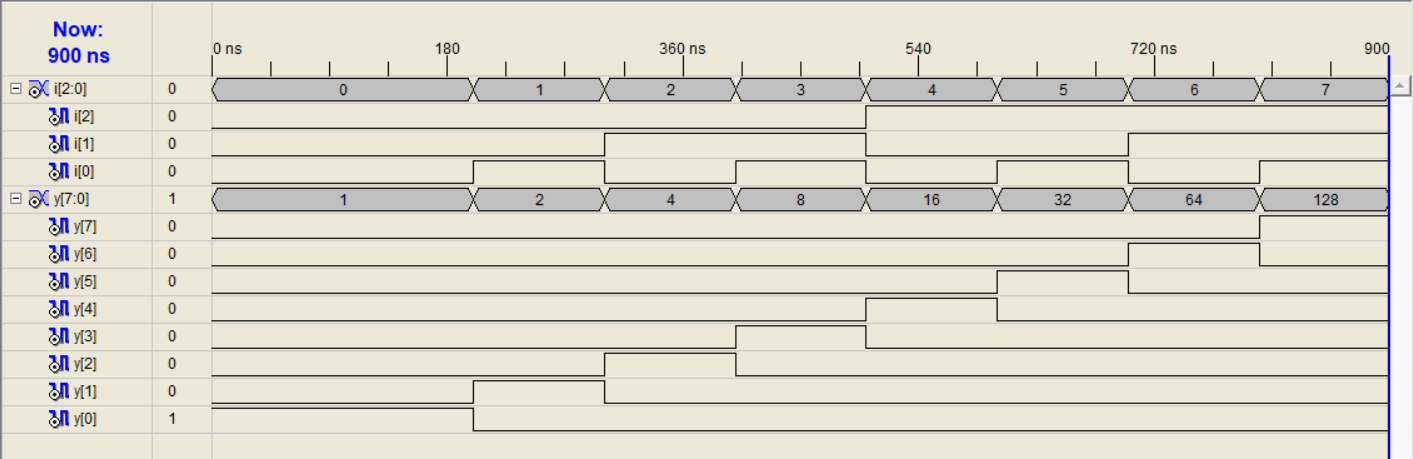 Now:
900 ns
0 ns 180 360 ns 540 720 ns 900
i[2:0] 0 0 1 2 3 4 5 6 7
i[2] 0
i[1] 0
i[0] 0
y[7:0] 1 1 2 4 8 16 32 64 128
y[7] 0
y[6] 0
y[5] 0
y[4] 0
y[3] 0
y[2] 0
y[1] 0
y[0] 1